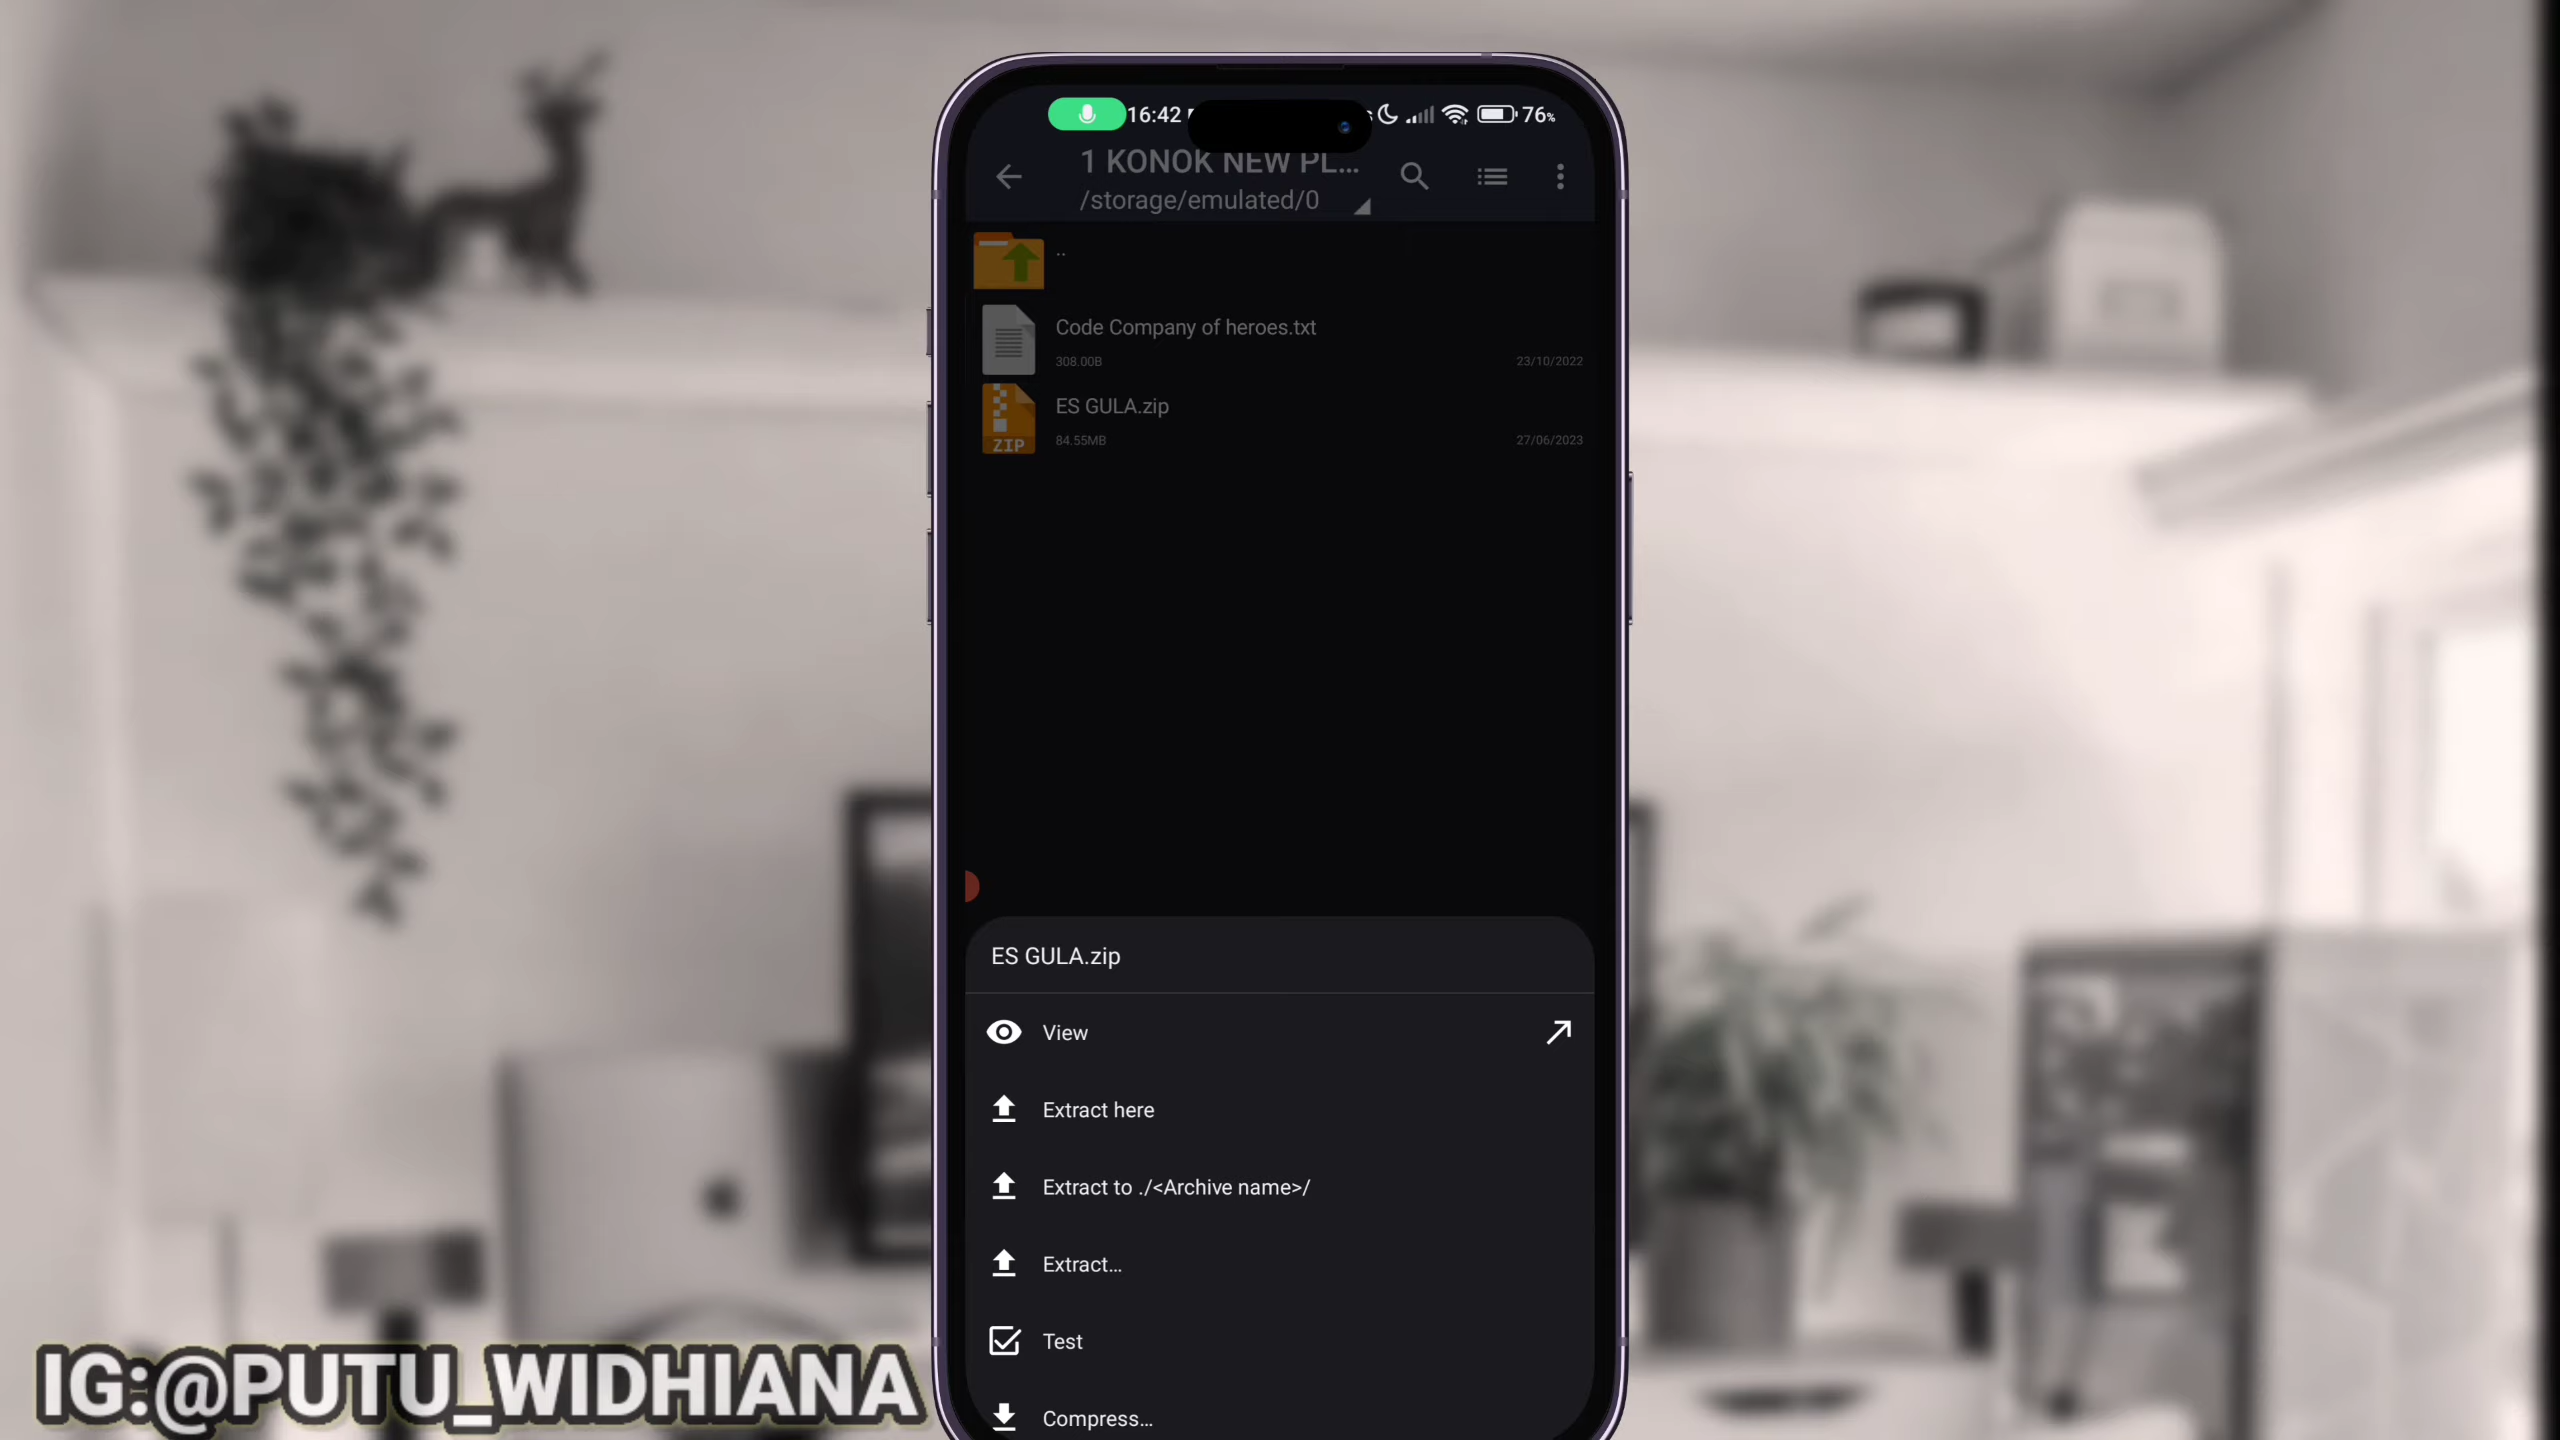 16:42
76%
1 KONOK NEW PL...
/storage/emulated/0
..
Code Company of heroes.txt
308.00B
23/10/2022
ES GULA.zip
ZIP
84.55MB
27/06/2023
ES GULA.zip
View
Extract here
Extract to ./<Archive name>/
Extract...
Test
Compress...
IG:@PUTU_WIDHIANA